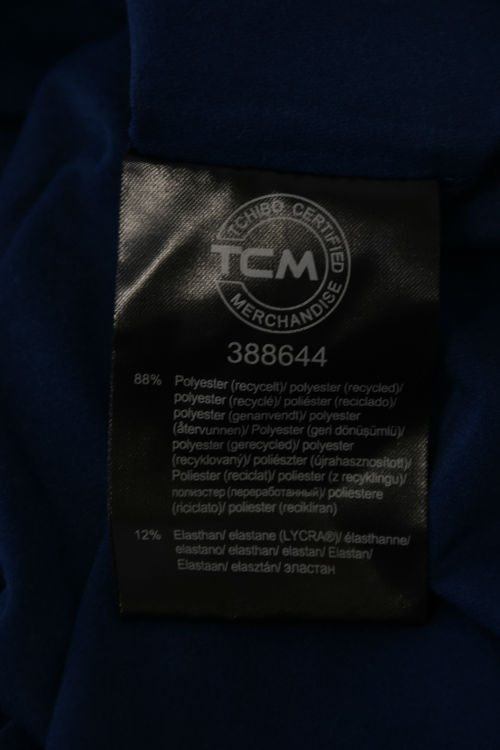 TCHIBO CERTIFIED
TCM
MERCHANDISE
388644
88% Polyester (recycelt)/ polyester (recycled)/
polyester (recyclé)/ poliéster (reciclado)/
polyester (genanvendt)/ polyester
(återvunnen)/ Polyester (geri dönüşümlü)/
polyester (gerecycled)/ polyester
(recyklovaný)/ poliészter (újrahasznosított)/
Poliester (reciclat)/ poliester (z recyklingu)/
полиэстер (переработанный)/ poliestere
(riciclato)/ poliester (recikliran)
12% Elasthan/ elastane (LYCRA®)/ élasthanne/
elastano/ elasthan/ elastan/ Elastan/
Elastaan/ elasztán/ эластан